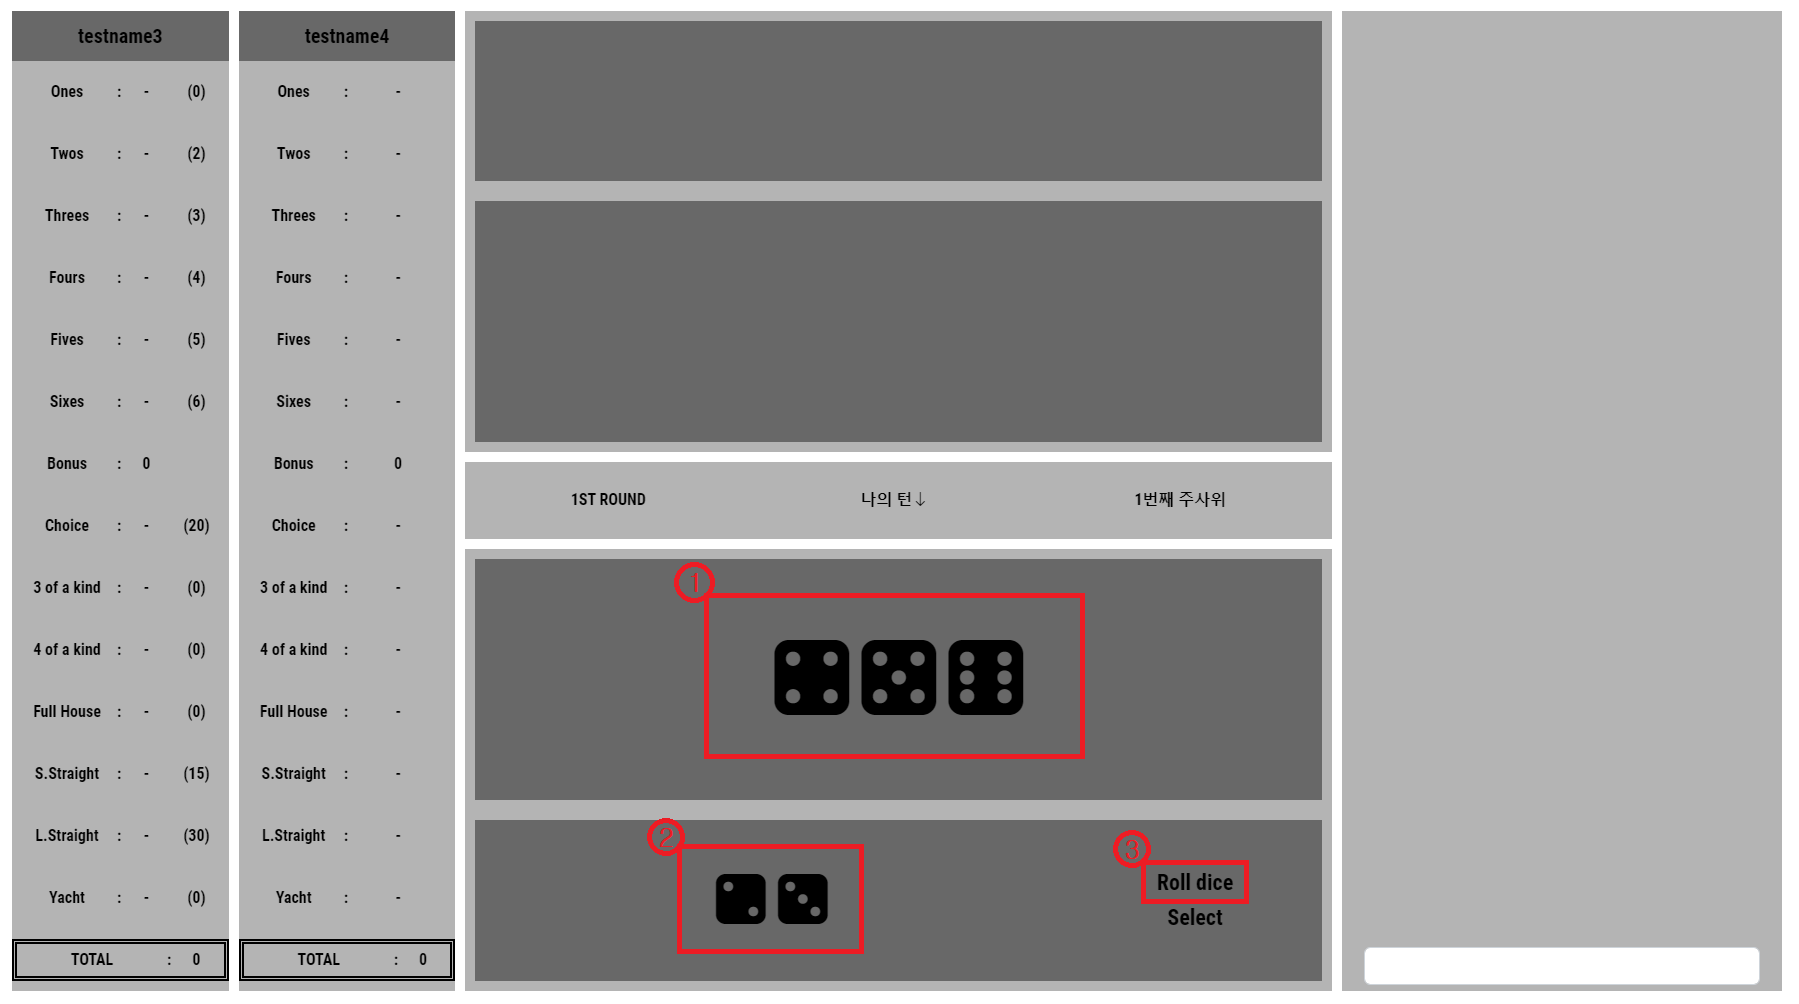 testname3
Ones : - (0)
Twos : - (2)
Threes : - (3)
Fours : - (4)
Fives : - (5)
Sixes : - (6)
Bonus : 0
Choice : - (20)
3 of a kind : - (0)
4 of a kind : - (0)
Full House : - (0)
S.Straight : - (15)
L.Straight : - (30)
Yacht : - (0)
TOTAL : 0
testname4
Ones : -
Twos : -
Threes : -
Fours : -
Fives : -
Sixes : -
Bonus : 0
Choice : -
3 of a kind : -
4 of a kind : -
Full House : -
S.Straight : -
L.Straight : -
Yacht : -
TOTAL : 0
1ST ROUND 나의 턴↓ 1번째 주사위
1
2
3
Roll dice
Select